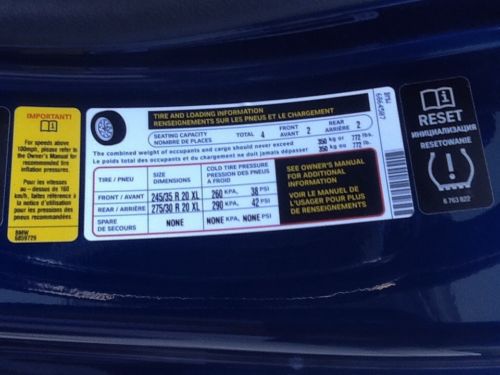 IMPORTANT!
For speeds above
100mph, please refer to
the Owner's Manual for
recommended tire
inflation pressures.
Pour les vitesses
au - dessus de 160
km/h, faites référence à
la notice d'utilisation
pour les pressions des
pneus recommandées.
BMW
6859729
TIRE AND LOADING INFORMATION
RENSEIGNEMENTS SUR LES PNEUS ET LE CHARGEMENT
SEATING CAPACITY
NOMBRE DE PLACES
TOTAL 4
FRONT
AVANT 2
REAR
ARRIÈRE 2
The combined weight of occupants and cargo should never exceed 350 kg or 772 lbs.
Le poids total des occupants et du chargement ne doit jamais dépasser 350 kg ou 772 lb.
TIRE / PNEU
SIZE
DIMENSIONS
COLD TIRE PRESSURE
PRESSION DES PNEUS
A FROID
FRONT / AVANT 245/35 R 20 XL 260 KPA, 38 PSI
REAR / ARRIÈRE 275/30 R 20 XL 290 KPA, 42 PSI
SPARE
DE SECOURS
NONE NONE KPA, NONE PSI
SEE OWNER'S MANUAL
FOR ADDITIONAL
INFORMATION
VOIR LE MANUEL DE
L'USAGER POUR PLUS
DE RENSEIGNEMENTS
BMW
6864507
RESET
ИНИЦИАЛИЗАЦИЯ
RESETOWANIE
6 763 822